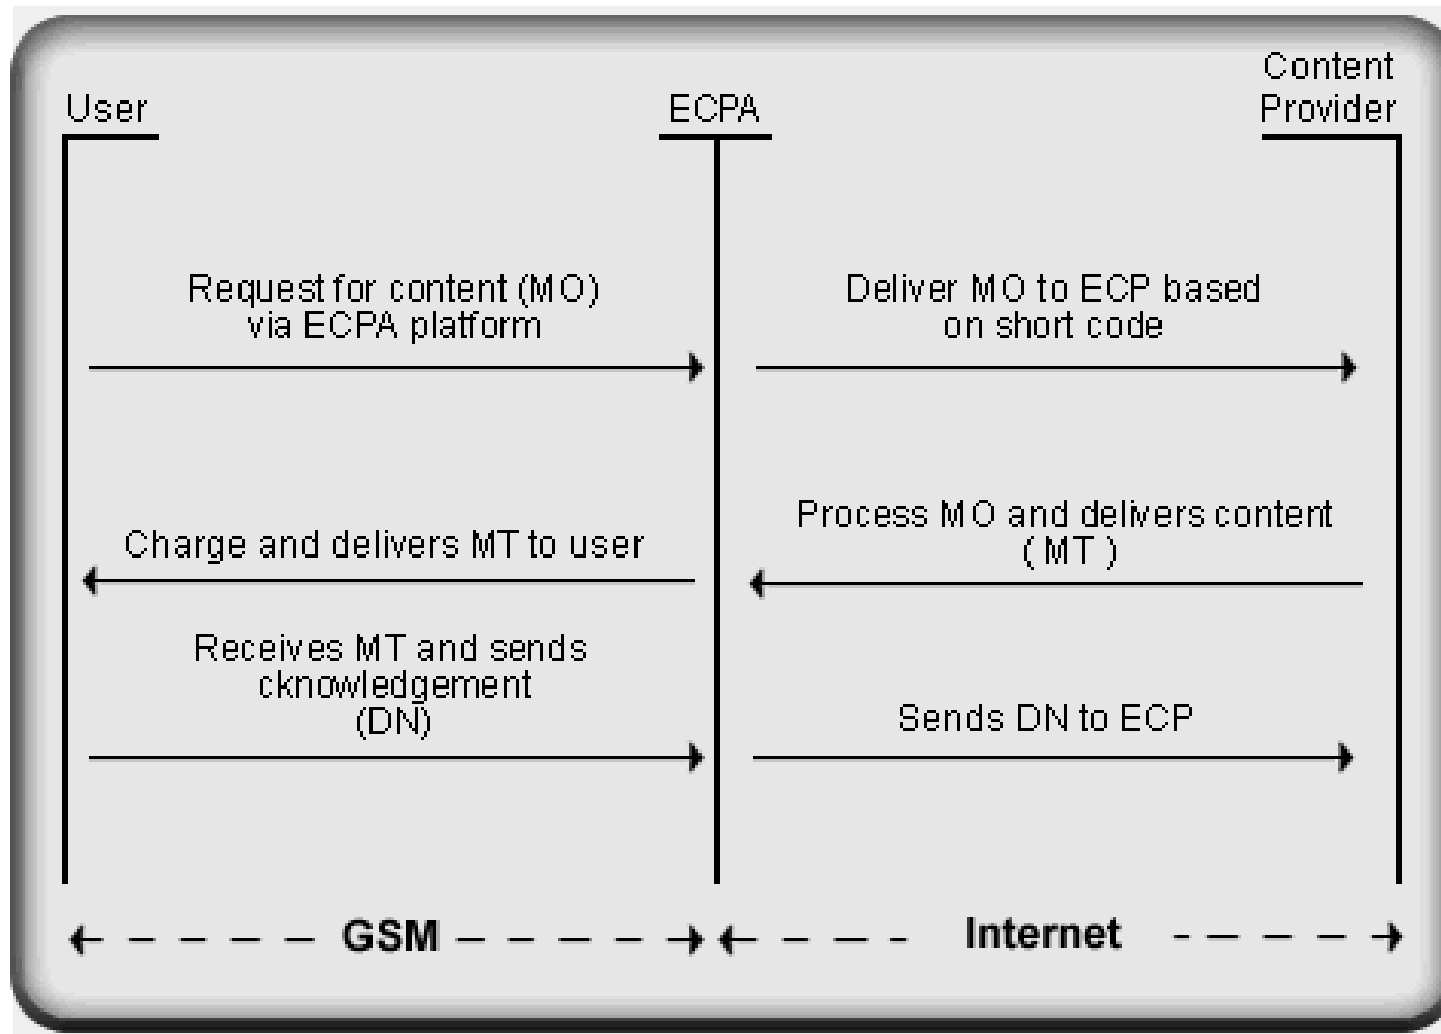 User
ECPA
Content
Provider
Request for content (MO)
via ECPA platform
Deliver MO to ECP based
on short code
Process MO and delivers content
( MT )
Charge and delivers MT to user
Receives MT and sends
cknowledgement
(DN)
Sends DN to ECP
GSM
Internet